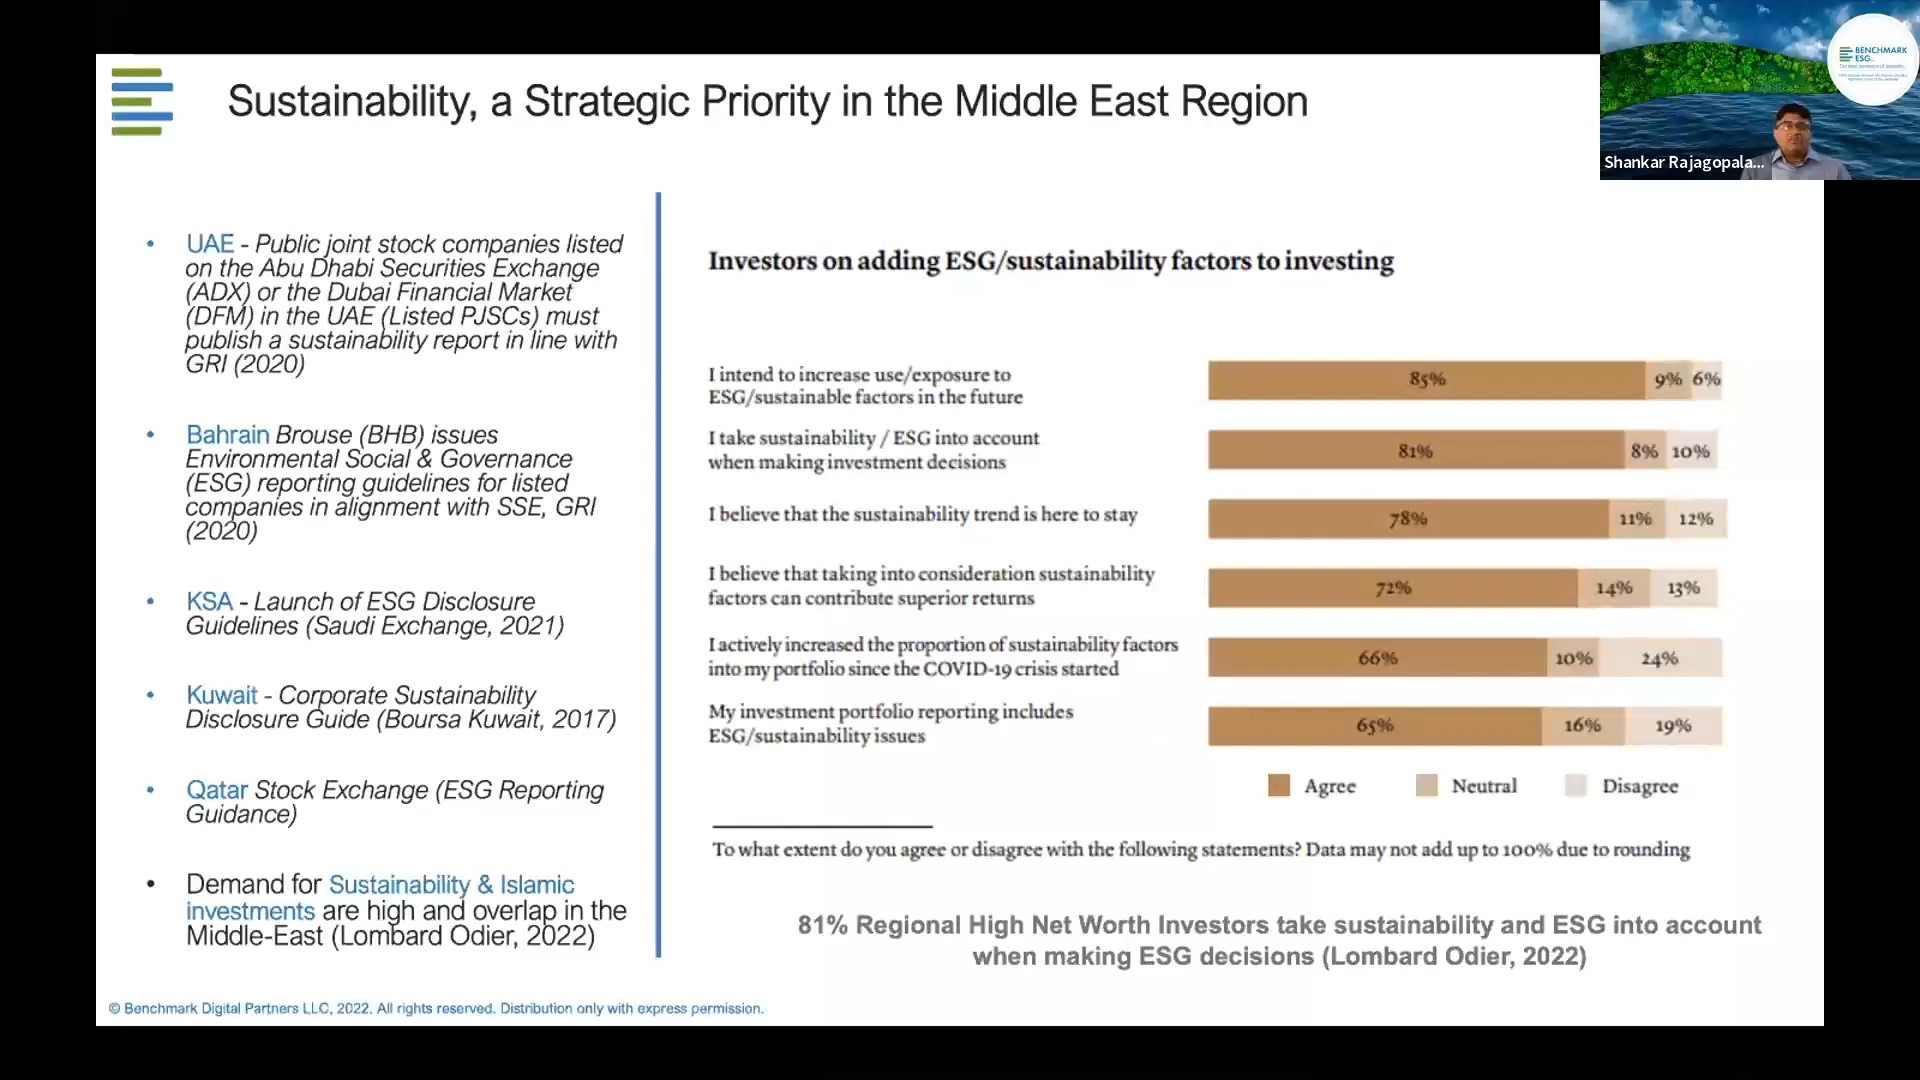 Sustainability, a Strategic Priority in the Middle East Region
BENCHMARK
ESG
Shankar Rajagopala...
• UAE - Public joint stock companies listed
on the Abu Dhabi Securities Exchange
(ADX) or the Dubai Financial Market
(DFM) in the UAE (Listed PJSCs) must
publish a sustainability report in line with
GRI (2020)
• Bahrain Brouse (BHB) issues
Environmental Social & Governance
(ESG) reporting guidelines for listed
companies in alignment with SSE, GRI
(2020)
• KSA - Launch of ESG Disclosure
Guidelines (Saudi Exchange, 2021)
• Kuwait - Corporate Sustainability
Disclosure Guide (Boursa Kuwait, 2017)
• Qatar Stock Exchange (ESG Reporting
Guidance)
• Demand for Sustainability & Islamic
investments are high and overlap in the
Middle-East (Lombard Odier, 2022)
Investors on adding ESG/sustainability factors to investing
I intend to increase use/exposure to
ESG/sustainable factors in the future
85% 9% 6%
I take sustainability / ESG into account
when making investment decisions
81% 8% 10%
I believe that the sustainability trend is here to stay
78% 11% 12%
I believe that taking into consideration sustainability
factors can contribute superior returns
72% 14% 13%
I actively increased the proportion of sustainability factors
into my portfolio since the COVID-19 crisis started
66% 10% 24%
My investment portfolio reporting includes
ESG/sustainability issues
65% 16% 19%
Agree Neutral Disagree
To what extent do you agree or disagree with the following statements? Data may not add up to 100% due to rounding
81% Regional High Net Worth Investors take sustainability and ESG into account
when making ESG decisions (Lombard Odier, 2022)
© Benchmark Digital Partners LLC, 2022. All rights reserved. Distribution only with express permission.